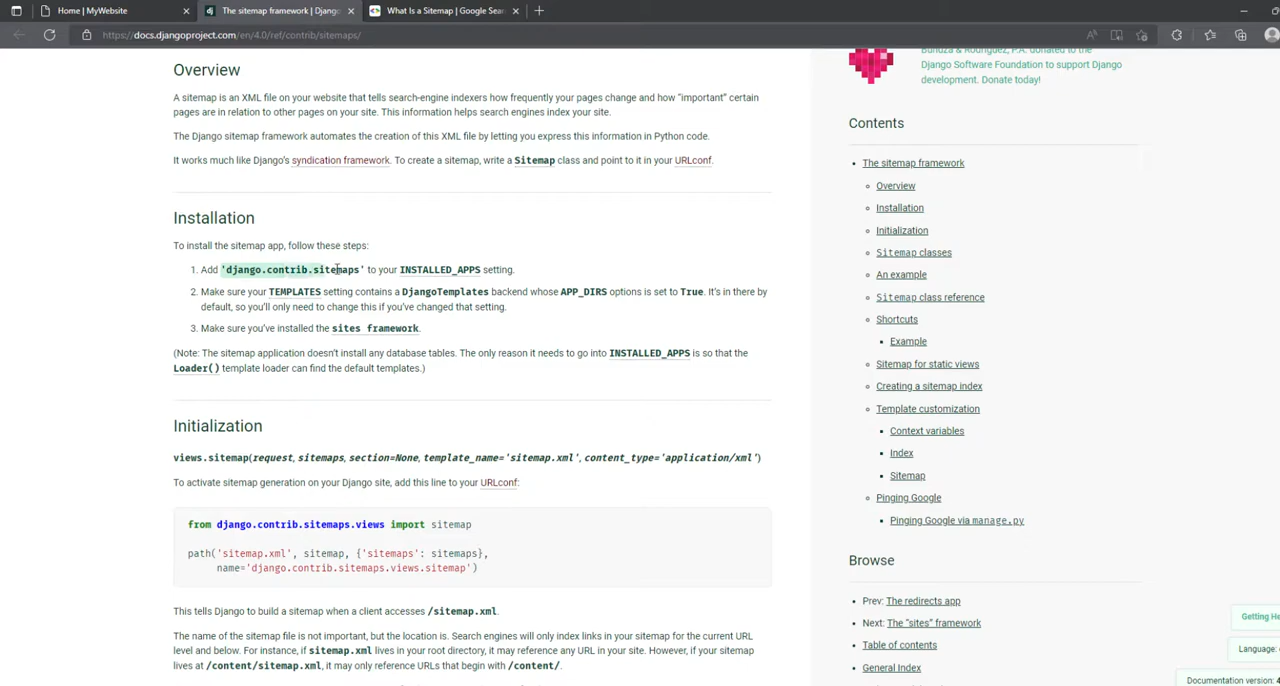 Home | MyWebsite
The sitemap framework | Djang
What Is a Sitemap | Google Sear
https://docs.djangoproject.com/en/4.0/ref/contrib/sitemaps/
Overview
A sitemap is an XML file on your website that tells search-engine indexers how frequently your pages change and how “important” certain
pages are in relation to other pages on your site. This information helps search engines index your site.
The Django sitemap framework automates the creation of this XML file by letting you express this information in Python code.
It works much like Django’s syndication framework. To create a sitemap, write a Sitemap class and point to it in your URLconf.
Installation
To install the sitemap app, follow these steps:
1. Add 'django.contrib.sitemaps' to your INSTALLED_APPS setting.
2. Make sure your TEMPLATES setting contains a DjangoTemplates backend whose APP_DIRS options is set to True. It’s in there by
default, so you’ll only need to change this if you’ve changed that setting.
3. Make sure you’ve installed the sites framework.
(Note: The sitemap application doesn’t install any database tables. The only reason it needs to go into INSTALLED_APPS is so that the
Loader() template loader can find the default templates.)
Initialization
views.sitemap(request, sitemaps, section=None, template_name='sitemap.xml', content_type='application/xml')
To activate sitemap generation on your Django site, add this line to your URLconf:
from django.contrib.sitemaps.views import sitemap
path('sitemap.xml', sitemap, {'sitemaps': sitemaps},
name='django.contrib.sitemaps.views.sitemap')
This tells Django to build a sitemap when a client accesses /sitemap.xml.
The name of the sitemap file is not important, but the location is. Search engines will only index links in your sitemap for the current URL
level and below. For instance, if sitemap.xml lives in your root directory, it may reference any URL in your site. However, if your sitemap
lives at /content/sitemap.xml, it may only reference URLs that begin with /content/.
& Rodriguez, P.A. donated to the
Django Software Foundation to support Django
development. Donate today!
Contents
The sitemap framework
Overview
Installation
Initialization
Sitemap classes
An example
Sitemap class reference
Shortcuts
Example
Sitemap for static views
Creating a sitemap index
Template customization
Context variables
Index
Sitemap
Pinging Google
Pinging Google via manage.py
Browse
Prev: The redirects app
Next: The “sites” framework
Table of contents
General Index
Getting He
Language:
Documentation version: 4